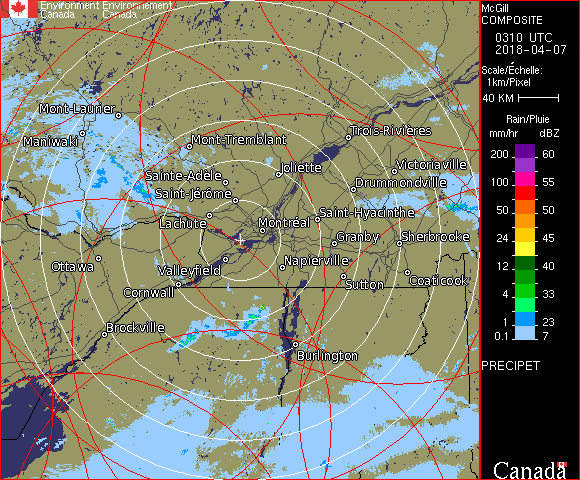 Environment Environnement
Canada Canada
McGill
COMPOSITE
0310 UTC
2018-04-07
Scale/Échelle:
1km/Pixel
40 KM
Rain/Pluie
mm/hr dBZ
200 60
150 57
100 55
50 50
24 45
12 40
4 33
1 23
0.1 7
PRECIPET
Canada
Mont-Laurier
Maniwaki
Mont-Tremblant
Trois-Rivières
Joliette
Victoriaville
Sainte-Adèle
Drummondville
Saint-Jérôme
Saint-Hyacinthe
Lachute
Montréal
Granby
Sherbrooke
Ottawa
Valleyfield
Napierville
Cornwall
Sutton
Coaticook
Brockville
Burlington